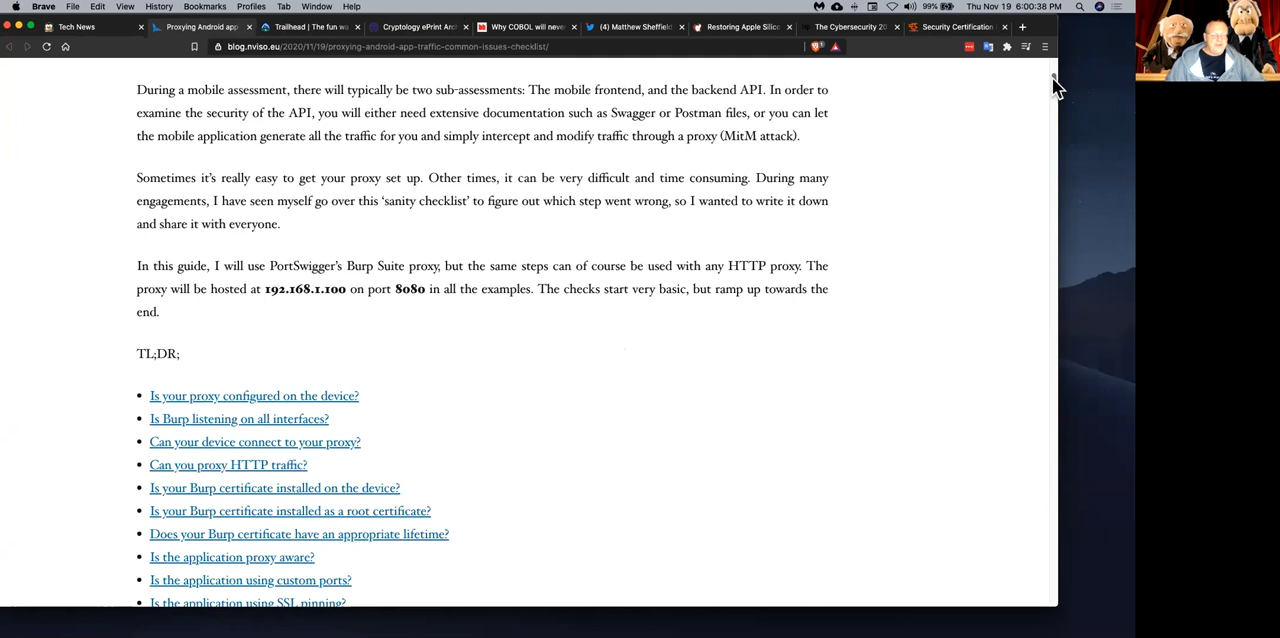 Brave File Edit View History Bookmarks Profiles Tab Window Help 99% Thu Nov 19 6:00:38 PM
Tech News Proxying Android app Trailhead | The fun wa Cryptology ePrint Arc Why COBOL will neve (4) Matthew Sheffiel Restoring Apple Silico The Cybersecurity 20 Security Certification
blog.nviso.eu/2020/11/19/proxying-android-app-traffic-common-issues-checklist/
During a mobile assessment, there will typically be two sub-assessments: The mobile frontend, and the backend API. In order to
examine the security of the API, you will either need extensive documentation such as Swagger or Postman files, or you can let
the mobile application generate all the traffic for you and simply intercept and modify traffic through a proxy (MitM attack).
Sometimes it's really easy to get your proxy set up. Other times, it can be very difficult and time consuming. During many
engagements, I have seen myself go over this 'sanity checklist' to figure out which step went wrong, so I wanted to write it down
and share it with everyone.
In this guide, I will use PortSwigger's Burp Suite proxy, but the same steps can of course be used with any HTTP proxy. The
proxy will be hosted at 192.168.1.100 on port 8080 in all the examples. The checks start very basic, but ramp up towards the
end.
TL;DR;
• Is your proxy configured on the device?
• Is Burp listening on all interfaces?
• Can your device connect to your proxy?
• Can you proxy HTTP traffic?
• Is your Burp certificate installed on the device?
• Is your Burp certificate installed as a root certificate?
• Does your Burp certificate have an appropriate lifetime?
• Is the application proxy aware?
• Is the application using custom ports?
• Is the application using SSL pinning?